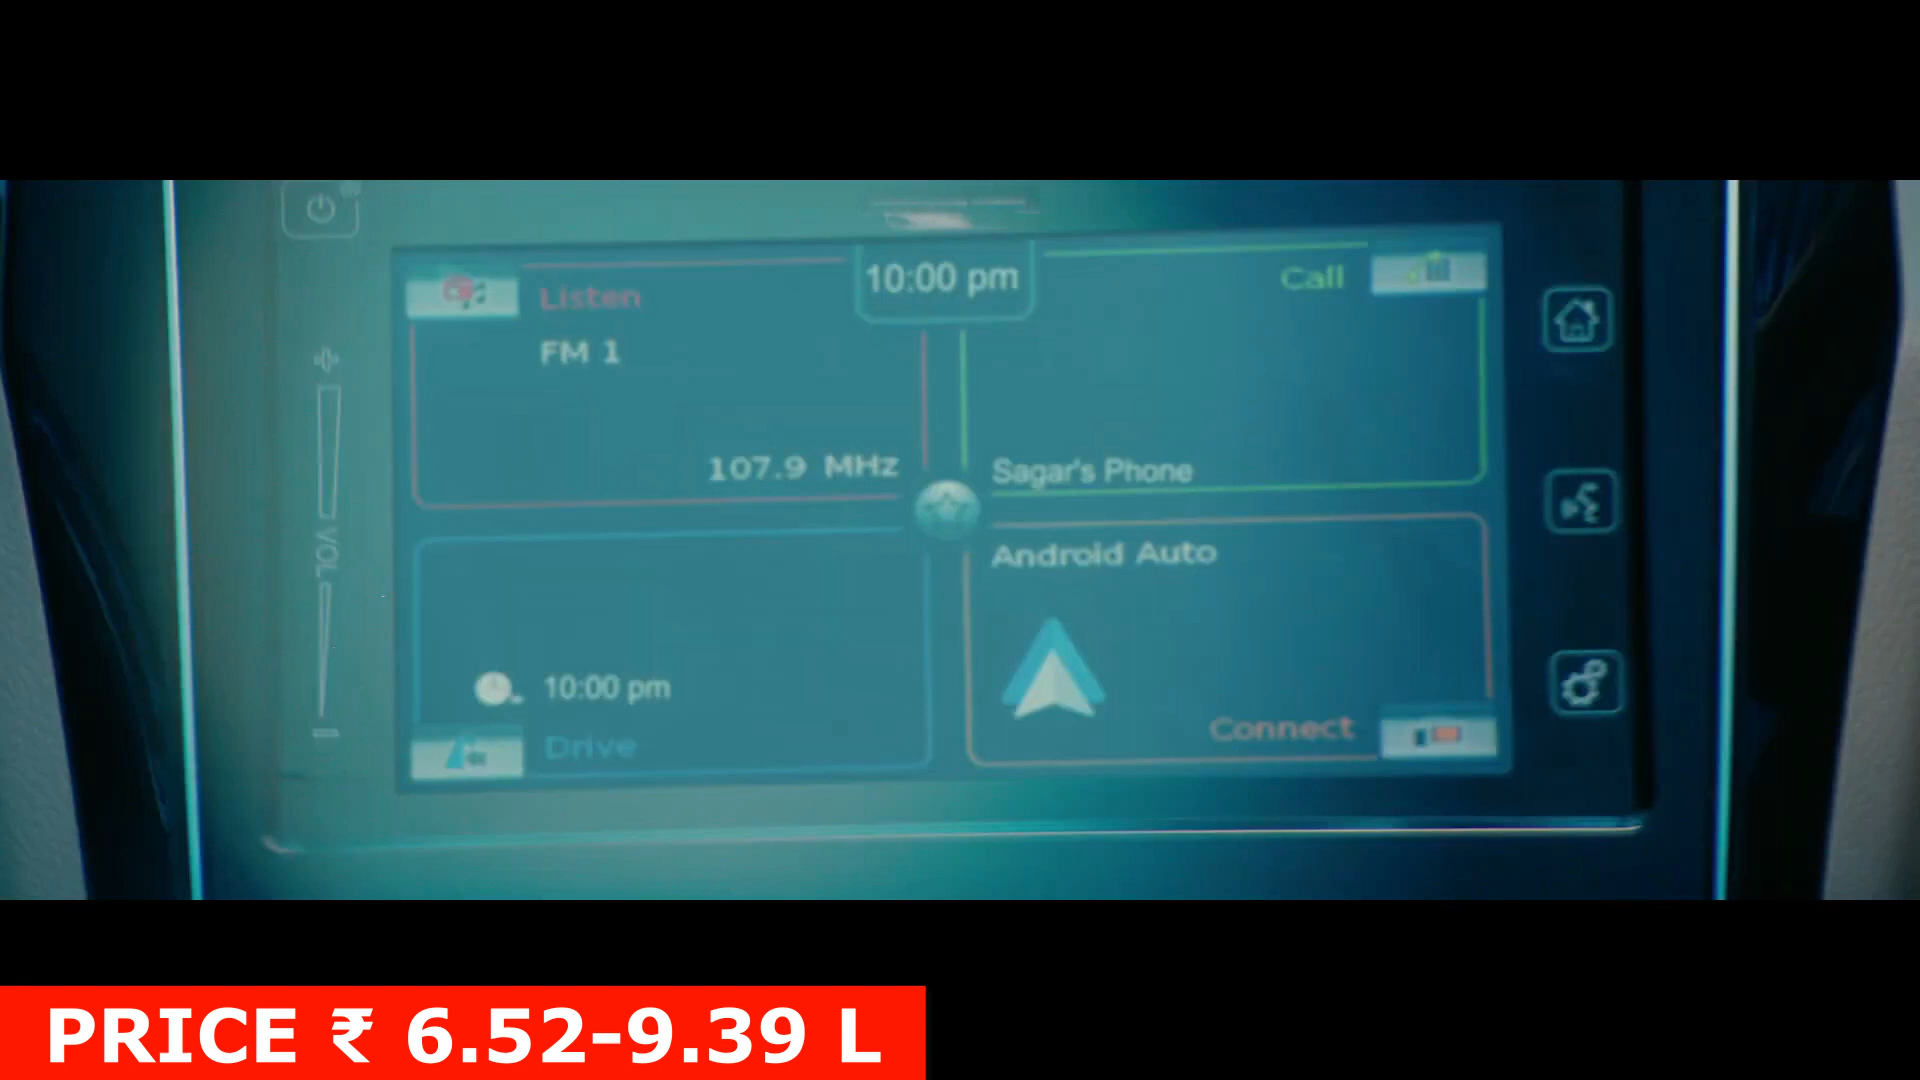 10:00 pm
Listen
Call
FM 1
107.9 MHz
Sagar's Phone
VOL
Android Auto
10:00 pm
Drive
Connect
PRICE ₹ 6.52-9.39 L